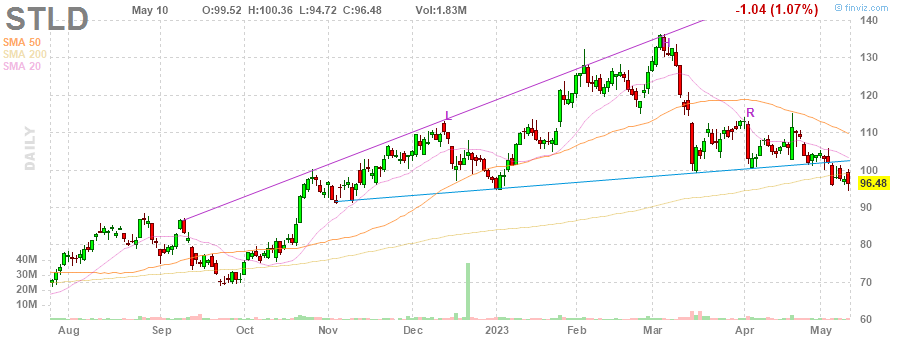 STLD May 10 O:99.52 H:100.36 L:94.72 C:96.48 Vol:1.83M -1.04 (1.07%) © finviz.com
SMA 50
SMA 200
SMA 20
DAILY
140
130
120
110
100
96.48
90
80
70
60
40M
30M
20M
10M
L
H
R
Aug Sep Oct Nov Dec 2023 Feb Mar Apr May